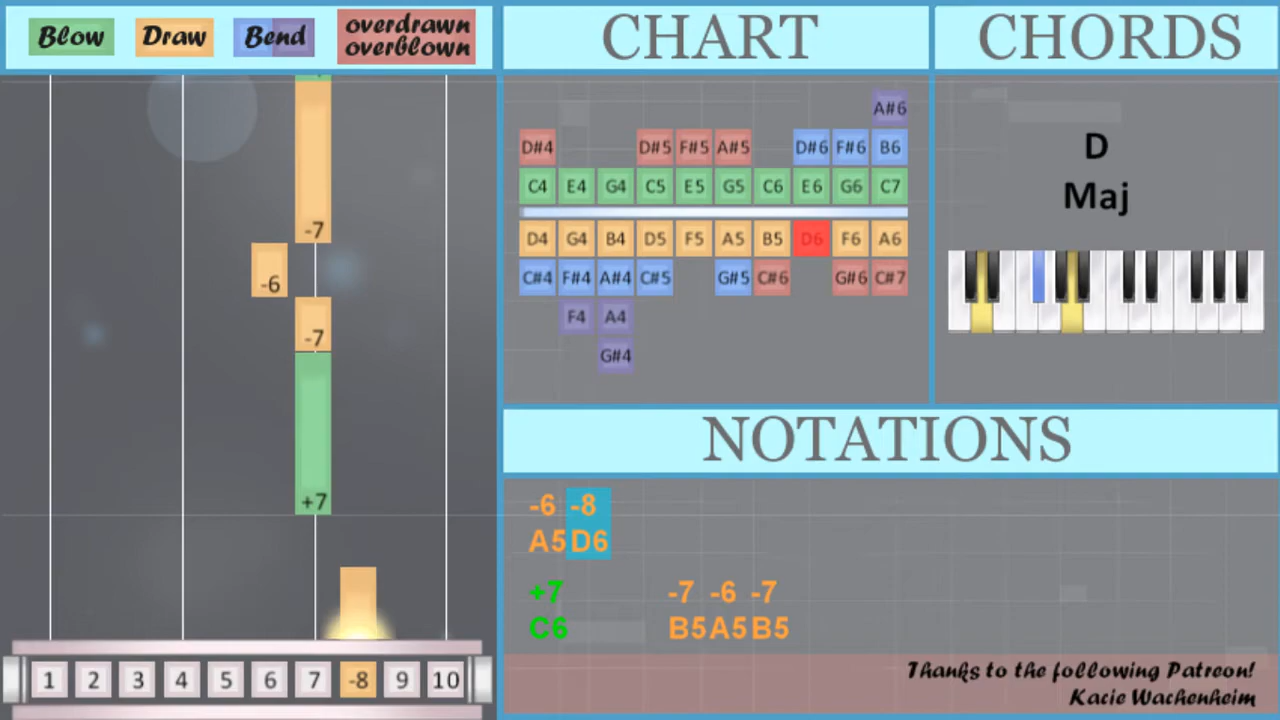 Blow Draw Bend overdrawn
overblown
CHART
CHORDS
-7
-6
-7
+7
1 2 3 4 5 6 7 -8 9 10
A#6
D#4 D#5 F#5 A#5 D#6 F#6 B6
C4 E4 G4 C5 E5 G5 C6 E6 G6 C7
D4 G4 B4 D5 F5 A5 B5 D6 F6 A6
C#4 F#4 A#4 C#5 G#5 C#6 G#6 C#7
F4 A4
G#4
D
Maj
NOTATIONS
-6 -8
A5 D6
+7 -7 -6 -7
C6 B5 A5 B5
Thanks to the following Patreon!
Kacie Wachenheim